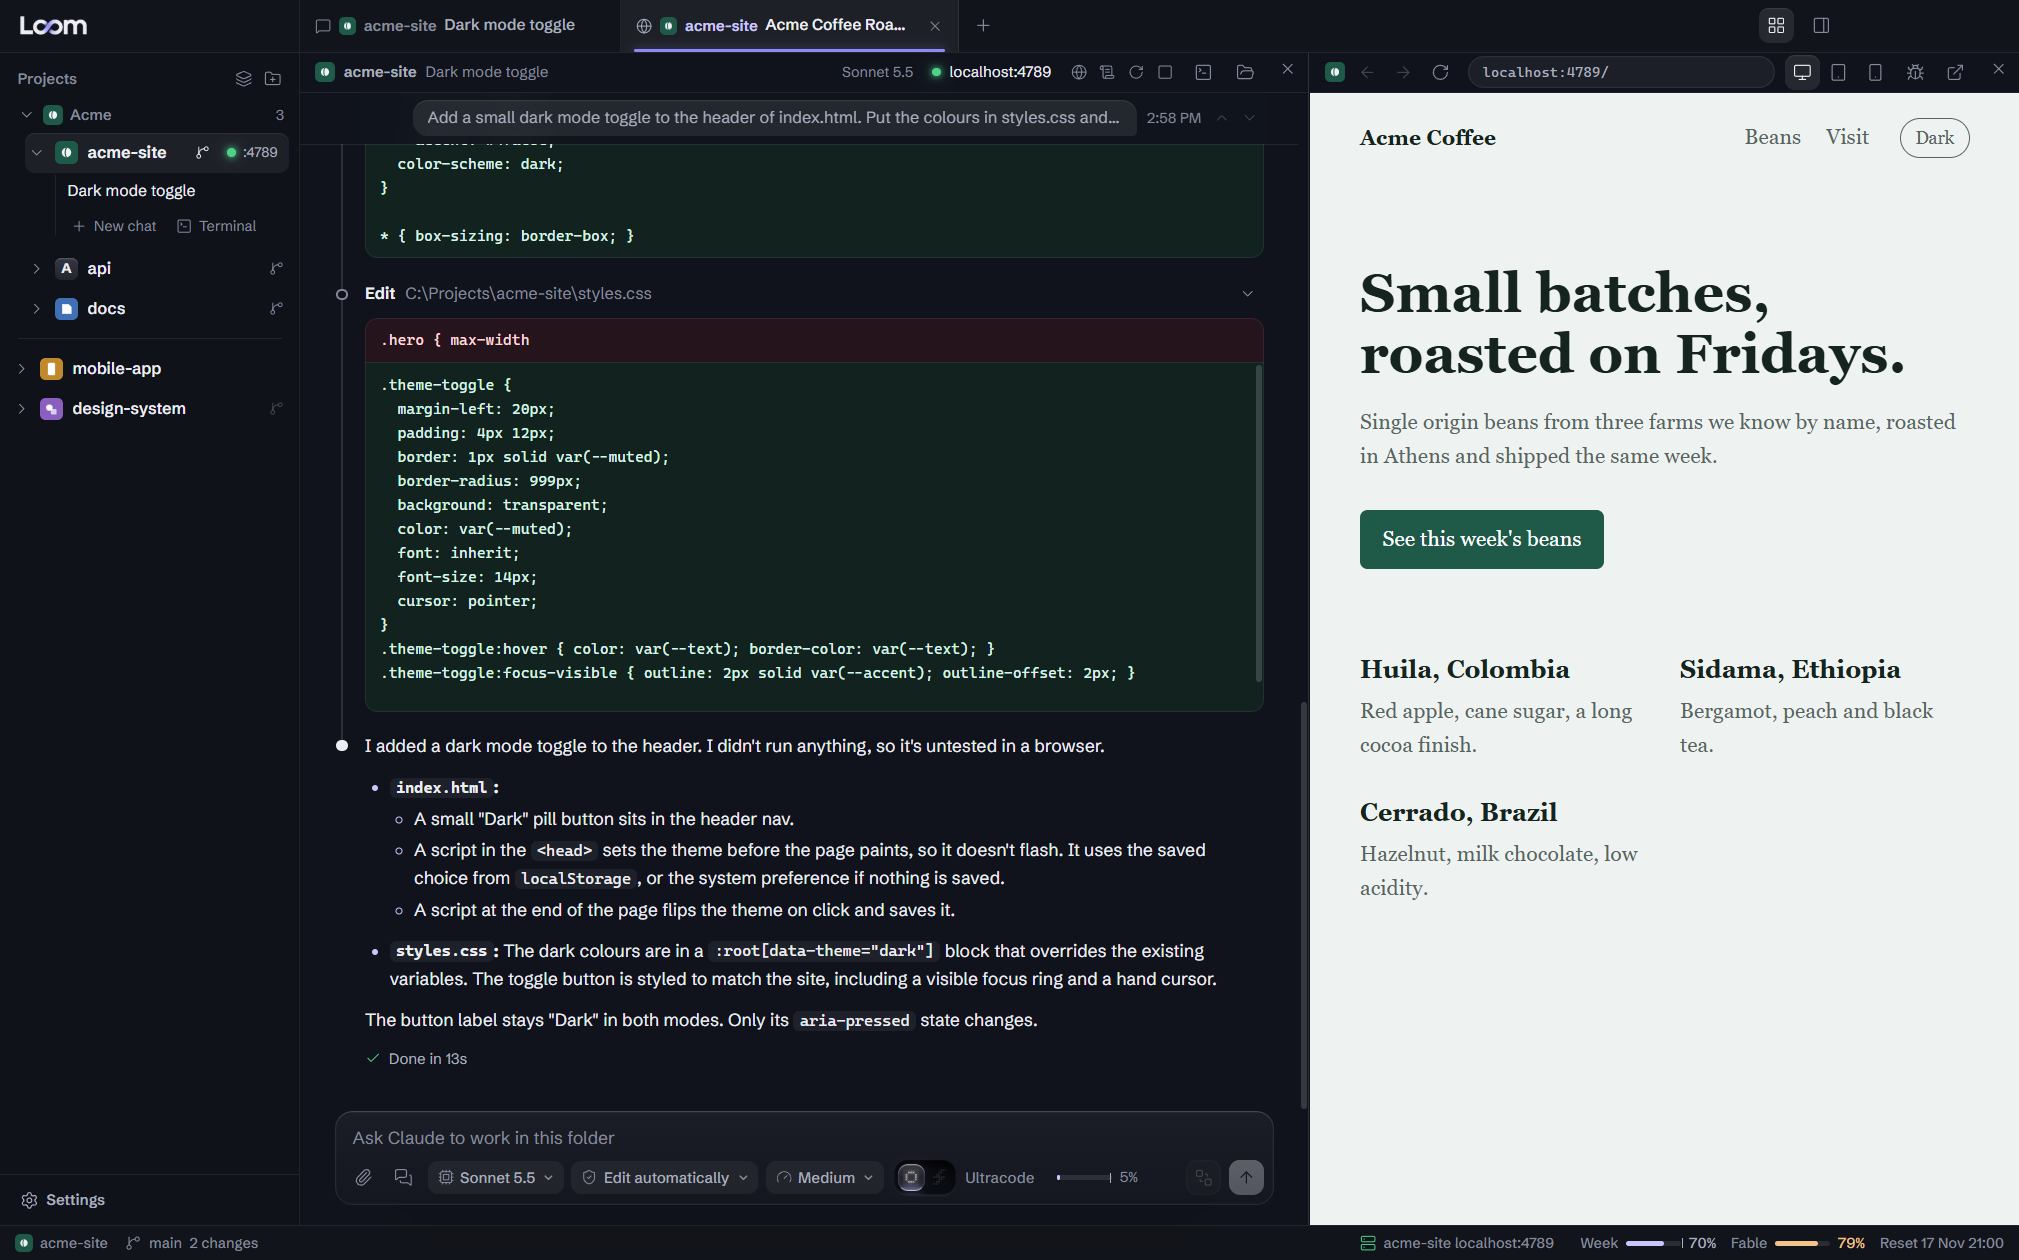 Loom
acme-site Dark mode toggle
acme-site Acme Coffee Roa...
Projects
Acme 3
acme-site :4789
Dark mode toggle
New chat Terminal
A api
docs
mobile-app
design-system
Settings
acme-site Dark mode toggle
Sonnet 5.5 localhost:4789
Add a small dark mode toggle to the header of index.html. Put the colours in styles.css and...
2:58 PM
color-scheme: dark;
}
* { box-sizing: border-box; }
Edit C:\Projects\acme-site\styles.css
.hero { max-width
.theme-toggle {
margin-left: 20px;
padding: 4px 12px;
border: 1px solid var(--muted);
border-radius: 999px;
background: transparent;
color: var(--muted);
font: inherit;
font-size: 14px;
cursor: pointer;
}
.theme-toggle:hover { color: var(--text); border-color: var(--text); }
.theme-toggle:focus-visible { outline: 2px solid var(--accent); outline-offset: 2px; }
I added a dark mode toggle to the header. I didn't run anything, so it's untested in a browser.
index.html:
A small "Dark" pill button sits in the header nav.
A script in the <head> sets the theme before the page paints, so it doesn't flash. It uses the saved
choice from localStorage, or the system preference if nothing is saved.
A script at the end of the page flips the theme on click and saves it.
styles.css: The dark colours are in a :root[data-theme="dark"] block that overrides the existing
variables. The toggle button is styled to match the site, including a visible focus ring and a hand cursor.
The button label stays "Dark" in both modes. Only its aria-pressed state changes.
Done in 13s
Ask Claude to work in this folder
Sonnet 5.5 Edit automatically Medium Ultracode 5%
localhost:4789/
Acme Coffee
Beans Visit Dark
Small batches,
roasted on Fridays.
Single origin beans from three farms we know by name, roasted
in Athens and shipped the same week.
See this week's beans
Huila, Colombia
Red apple, cane sugar, a long
cocoa finish.
Sidama, Ethiopia
Bergamot, peach and black
tea.
Cerrado, Brazil
Hazelnut, milk chocolate, low
acidity.
acme-site main 2 changes
acme-site localhost:4789 Week 70% Fable 79% Reset 17 Nov 21:00